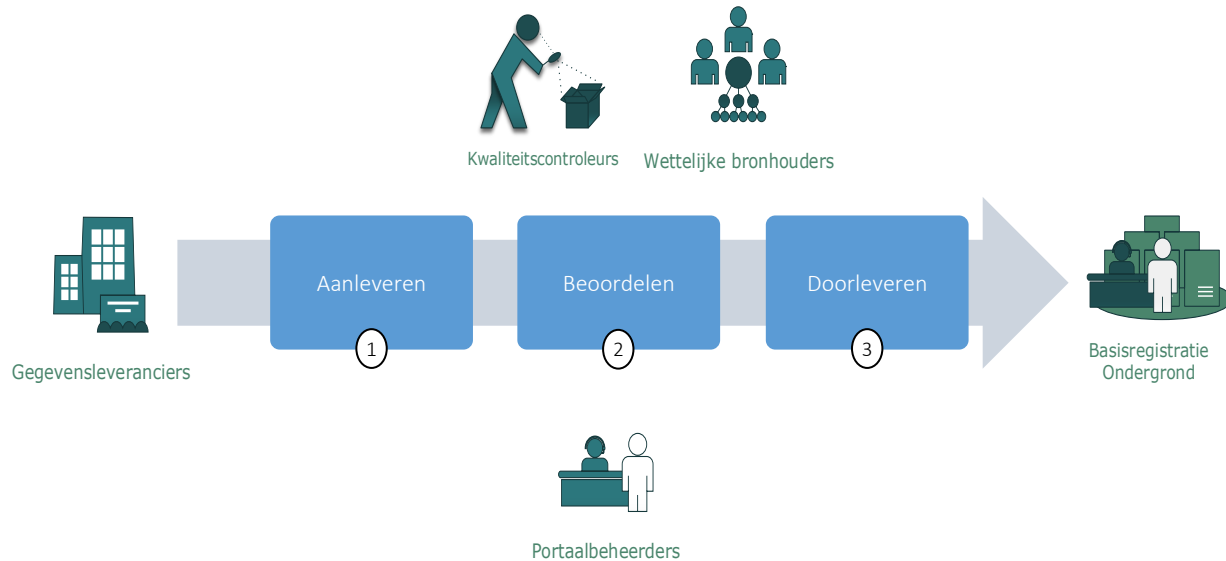 Kwaliteitscontroleurs
Wettelijke bronhouders
Gegevensleveranciers
Aanleveren
1
Beoordelen
2
Doorleveren
3
Basisregistratie
Ondergrond
Portaalbeheerders